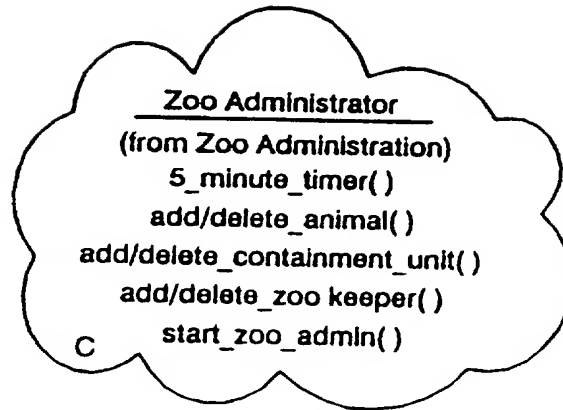 Zoo Administrator
(from Zoo Administration)
5_minute_timer( )
add/delete_animal( )
add/delete_containment_unit( )
add/delete_zoo keeper( )
start_zoo_admin( )
C